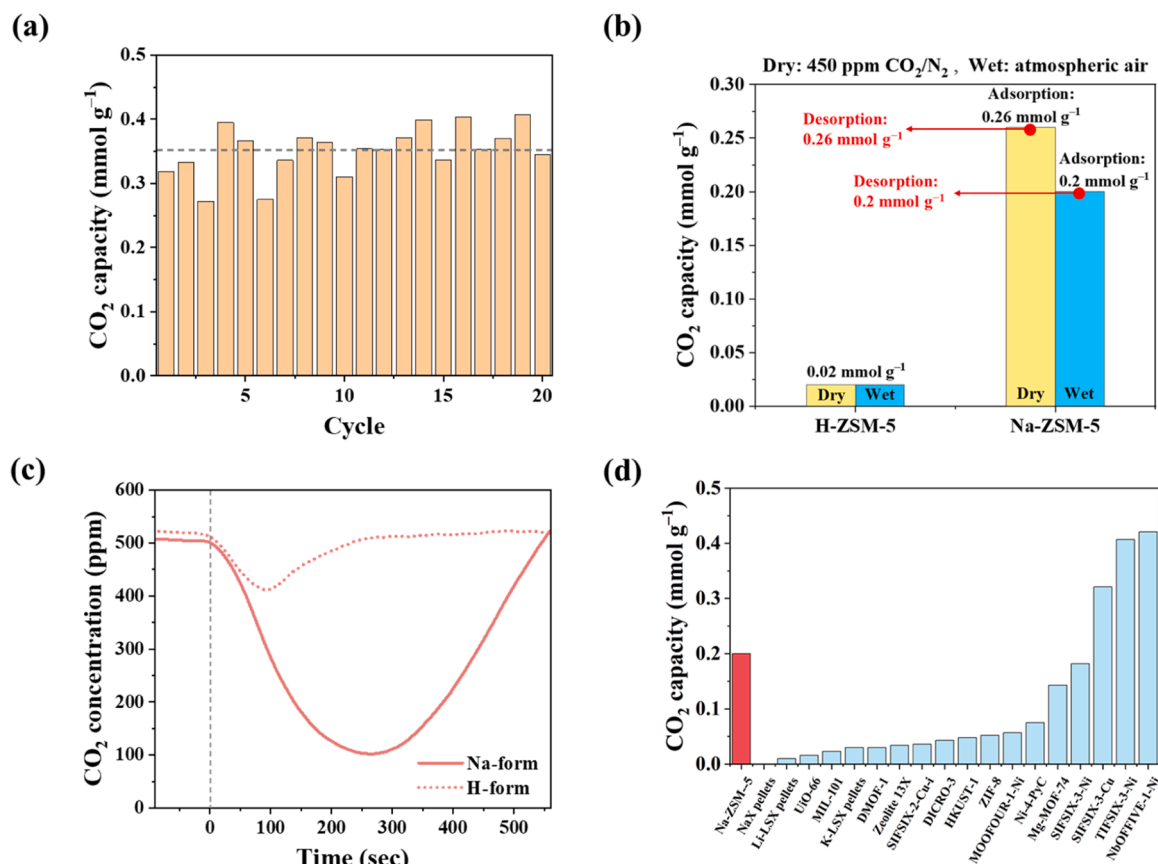 (a)
CO₂ capacity (mmol g⁻¹)
0.5
0.4
0.3
0.2
0.1
0.0
5
10
15
20
Cycle
(b)
Dry: 450 ppm CO₂/N₂ , Wet: atmospheric air
CO₂ capacity (mmol g⁻¹)
0.30
0.25
0.20
0.15
0.10
0.05
0.00
Adsorption:
0.26 mmol g⁻¹
Desorption:
0.26 mmol g⁻¹
Adsorption:
0.2 mmol g⁻¹
Desorption:
0.2 mmol g⁻¹
0.02 mmol g⁻¹
Dry
Wet
Dry
Wet
H-ZSM-5
Na-ZSM-5
(c)
CO₂ concentration (ppm)
600
500
400
300
200
100
0
Na-form
H-form
0
100
200
300
400
500
Time (sec)
(d)
CO₂ capacity (mmol g⁻¹)
0.5
0.4
0.3
0.2
0.1
0.0
Na-ZSM-5
NaX pellets
Li-LSX pellets
UiO-66
MIL-101
K-LSX pellets
DMOF-1
Zeolite 13X
SIFSIX-2-Cu-i
DICRO-3
HKUST-1
ZIF-8
MOOFOUR-1-Ni
Ni-4-PyC
Mg-MOF-74
SIFSIX-3-Ni
SIFSIX-3-Cu
TIFSIX-3-Ni
NbOFFIVE-1-Ni